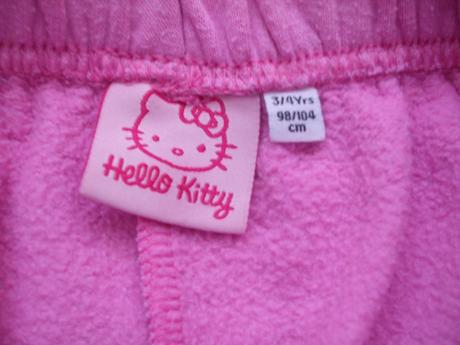 Hello Kitty
3/4Yrs
98/104
cm